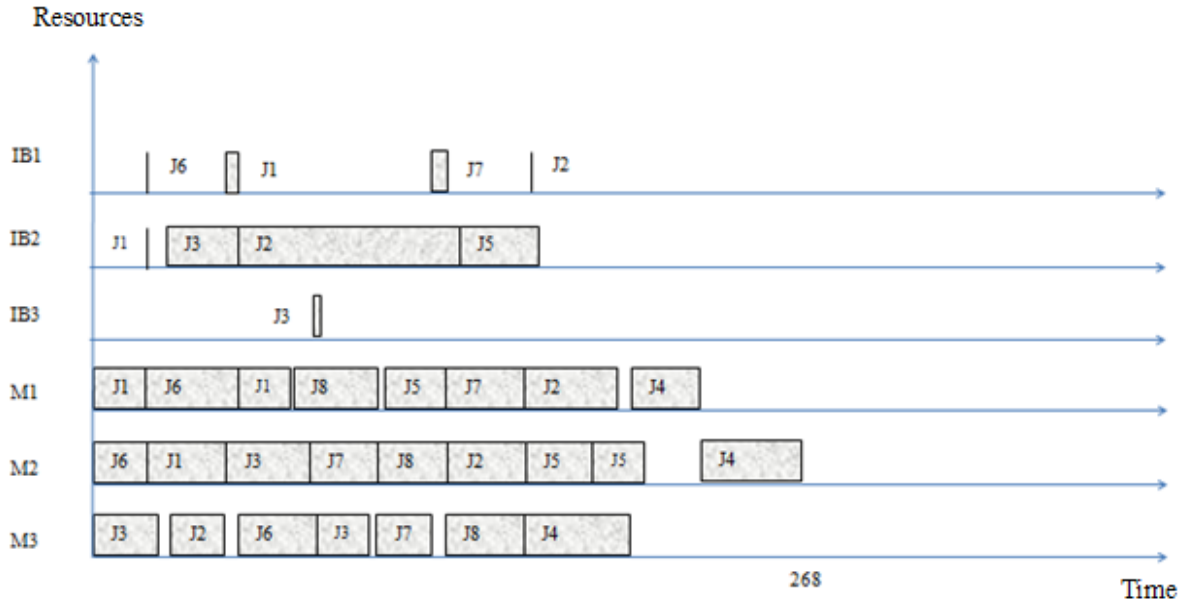 Resources
IB1 J6 J1 J7 J2
IB2 J1 J3 J2 J5
IB3 J3
M1 J1 J6 J1 J8 J5 J7 J2 J4
M2 J6 J1 J3 J7 J8 J2 J5 J5 J4
M3 J3 J2 J6 J3 J7 J8 J4
268
Time